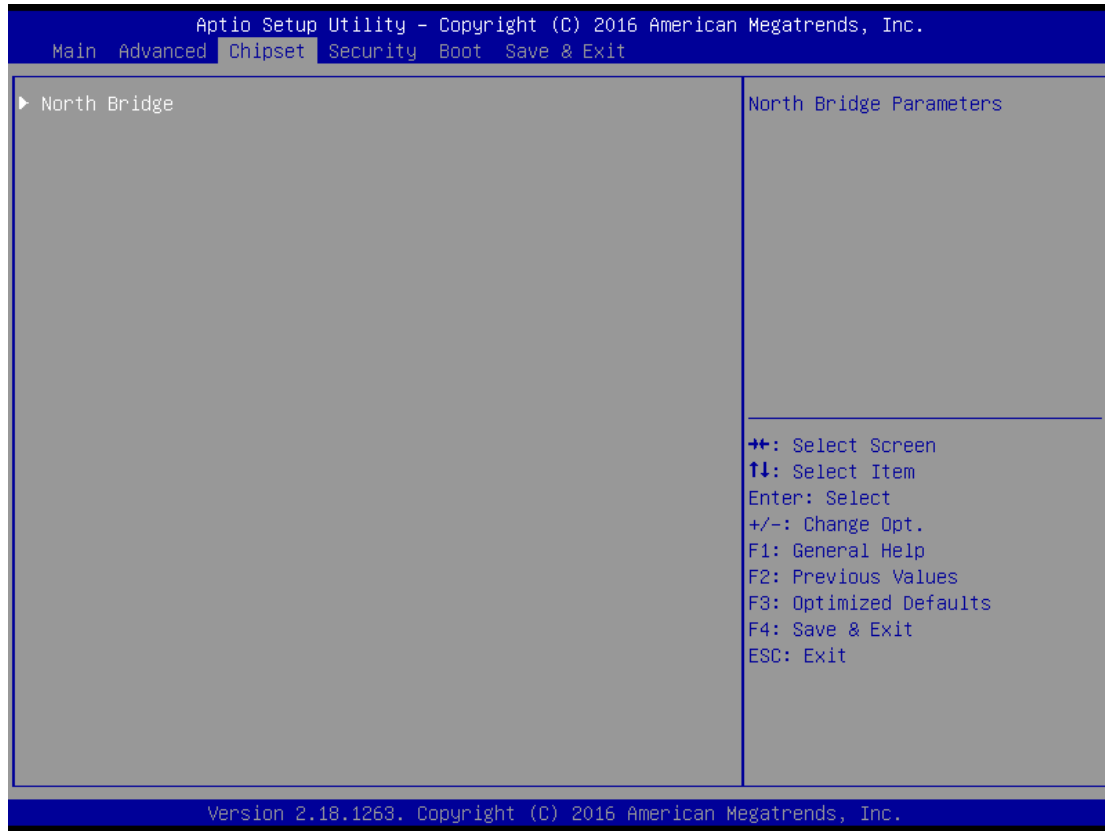 Aptio Setup Utility – Copyright (C) 2016 American Megatrends, Inc.
Main Advanced Chipset Security Boot Save & Exit
▶ North Bridge
North Bridge Parameters
→←: Select Screen
↑↓: Select Item
Enter: Select
+/-: Change Opt.
F1: General Help
F2: Previous Values
F3: Optimized Defaults
F4: Save & Exit
ESC: Exit
Version 2.18.1263. Copyright (C) 2016 American Megatrends, Inc.